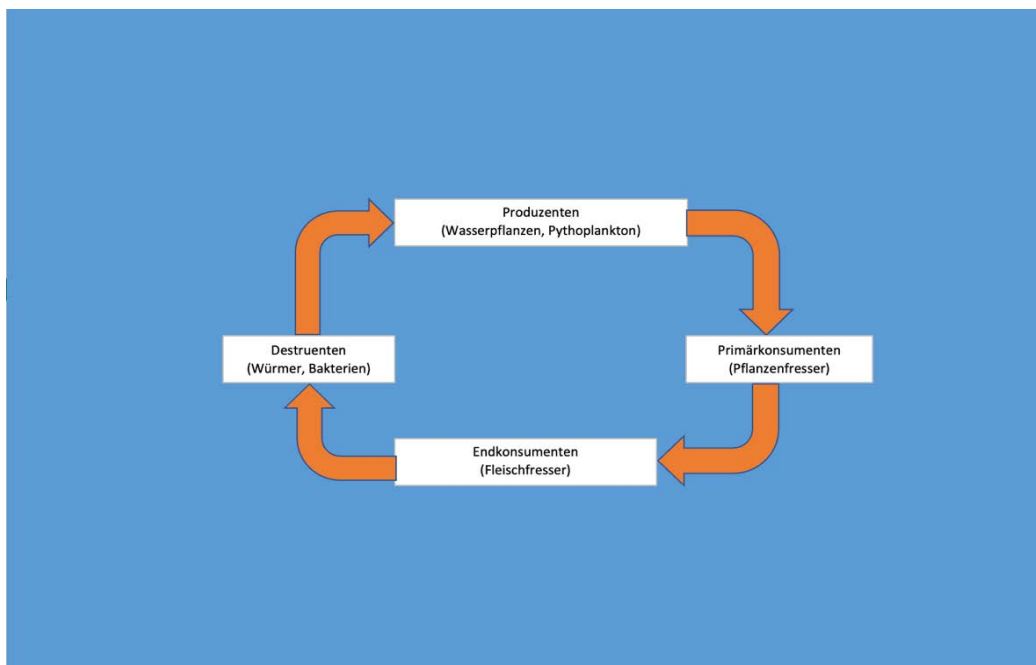 Produzenten
(Wasserpflanzen, Pythoplankton)
Destruenten
(Würmer, Bakterien)
Primärkonsumenten
(Pflanzenfresser)
Endkonsumenten
(Fleischfresser)